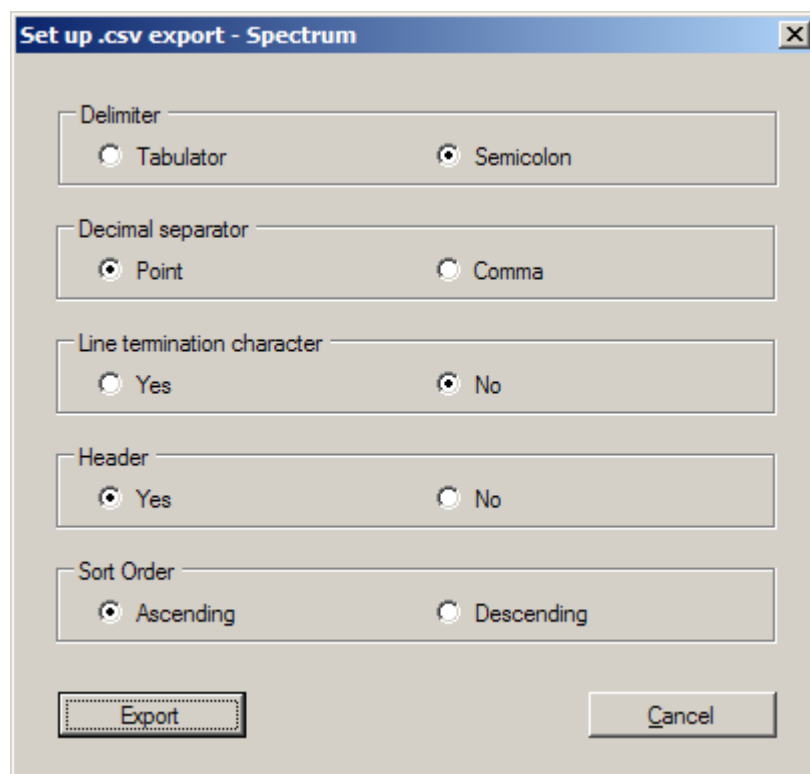 Set up .csv export - Spectrum
Delimiter
Tabulator Semicolon
Decimal separator
Point Comma
Line termination character
Yes No
Header
Yes No
Sort Order
Ascending Descending
Export Cancel